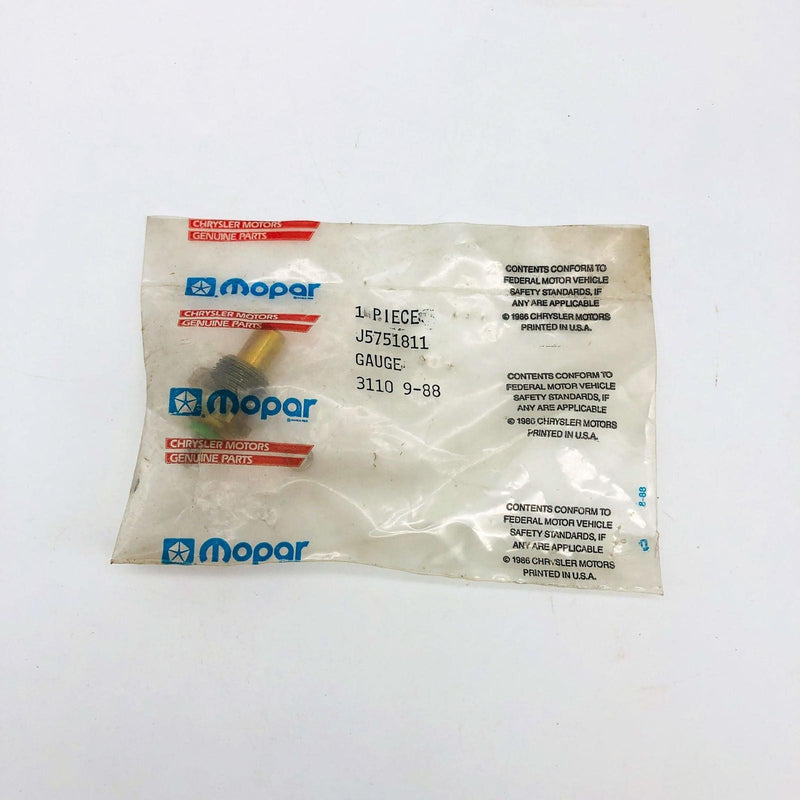 CHRYSLER MOTORS
GENUINE PARTS
Mopar
CHRYSLER MOTORS
GENUINE PARTS
Mopar
CHRYSLER MOTORS
GENUINE PARTS
Mopar
1 PIECE
J5751811
GAUGE
3110 9-88
CONTENTS CONFORM TO
FEDERAL MOTOR VEHICLE
SAFETY STANDARDS, IF
ANY ARE APPLICABLE
© 1986 CHRYSLER MOTORS
PRINTED IN U.S.A.
CONTENTS CONFORM TO
FEDERAL MOTOR VEHICLE
SAFETY STANDARDS, IF
ANY ARE APPLICABLE
© 1986 CHRYSLER MOTORS
PRINTED IN U.S.A.
CONTENTS CONFORM TO
FEDERAL MOTOR VEHICLE
SAFETY STANDARDS, IF
ANY ARE APPLICABLE
© 1986 CHRYSLER MOTORS
PRINTED IN U.S.A.
8-88